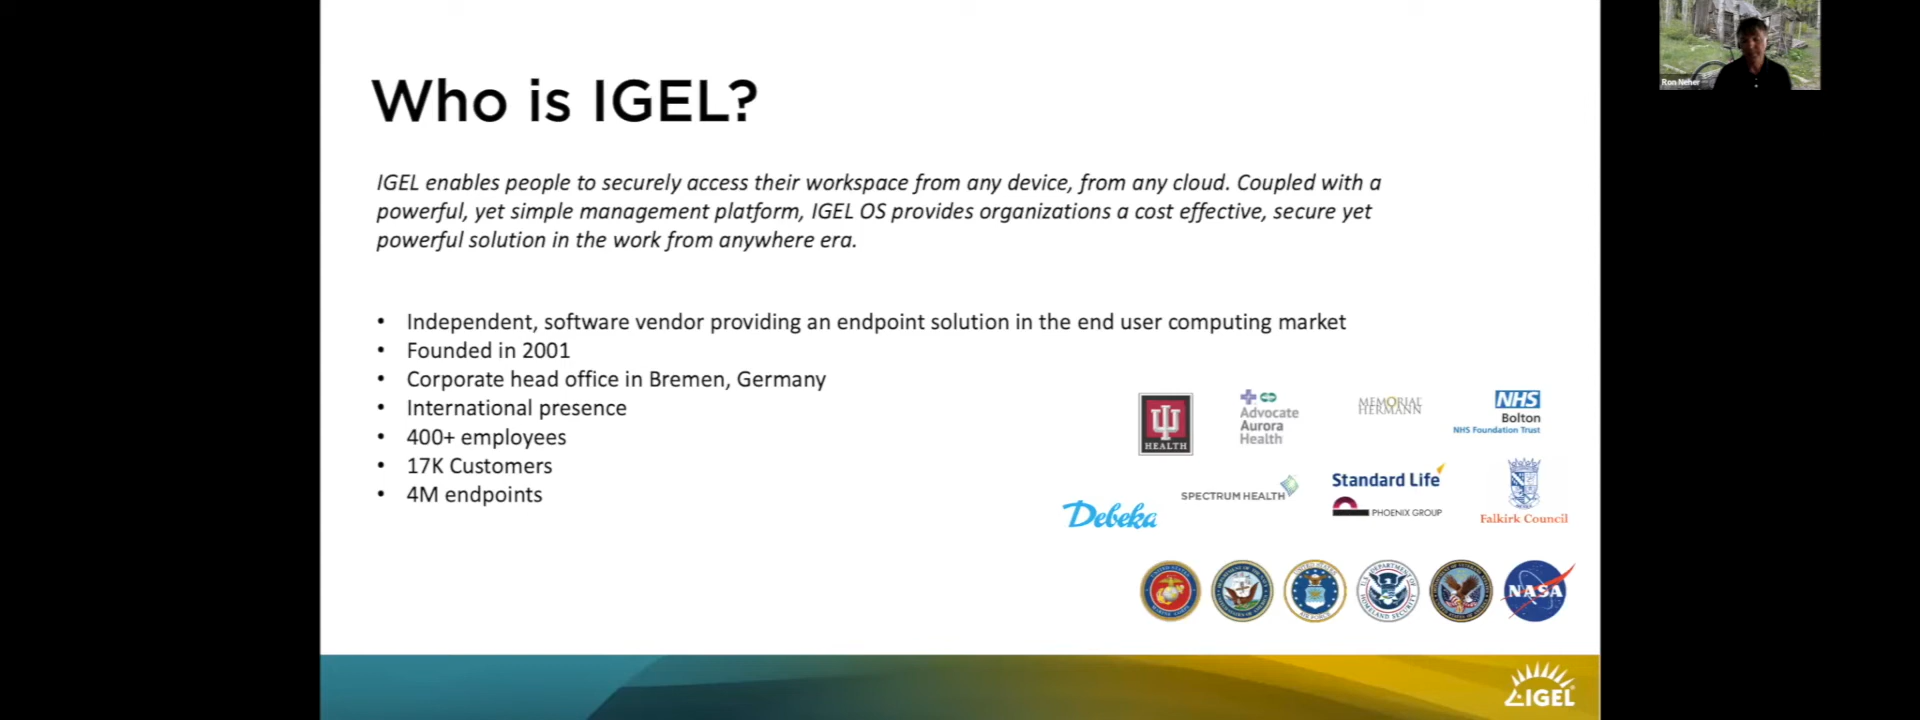 Who is IGEL?
Ron Neher
IGEL enables people to securely access their workspace from any device, from any cloud. Coupled with a
powerful, yet simple management platform, IGEL OS provides organizations a cost effective, secure yet
powerful solution in the work from anywhere era.
• Independent, software vendor providing an endpoint solution in the end user computing market
• Founded in 2001
• Corporate head office in Bremen, Germany
• International presence
• 400+ employees
• 17K Customers
• 4M endpoints
HEALTH
Advocate
Aurora
Health
MEMORIAL
HERMANN
NHS
Bolton
NHS Foundation Trust
Debeka
SPECTRUM HEALTH
Standard Life
PHOENIX GROUP
Falkirk Council
NASA
IGEL